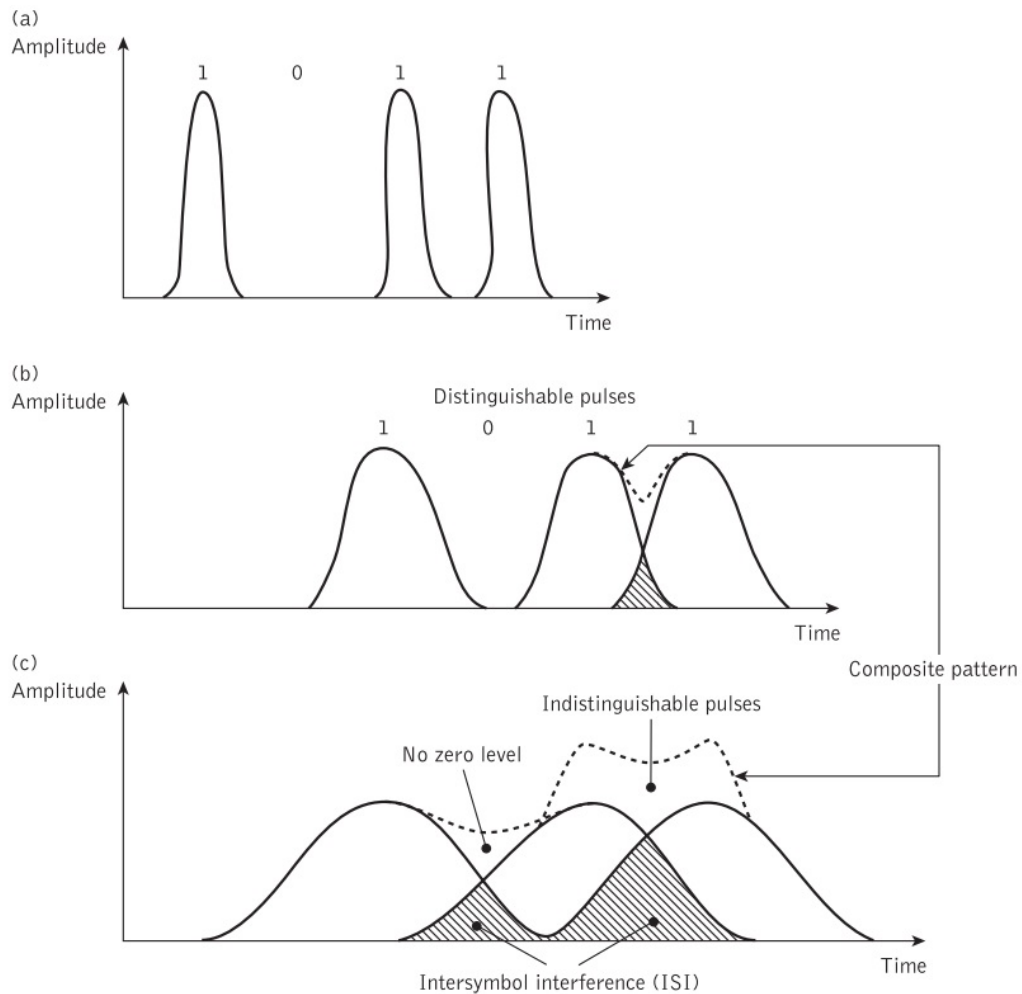 (a)
Amplitude
1 0 1 1
Time
(b)
Amplitude
Distinguishable pulses
1 0 1 1
Time
Composite pattern
(c)
Amplitude
Indistinguishable pulses
No zero level
Time
Intersymbol interference (ISI)